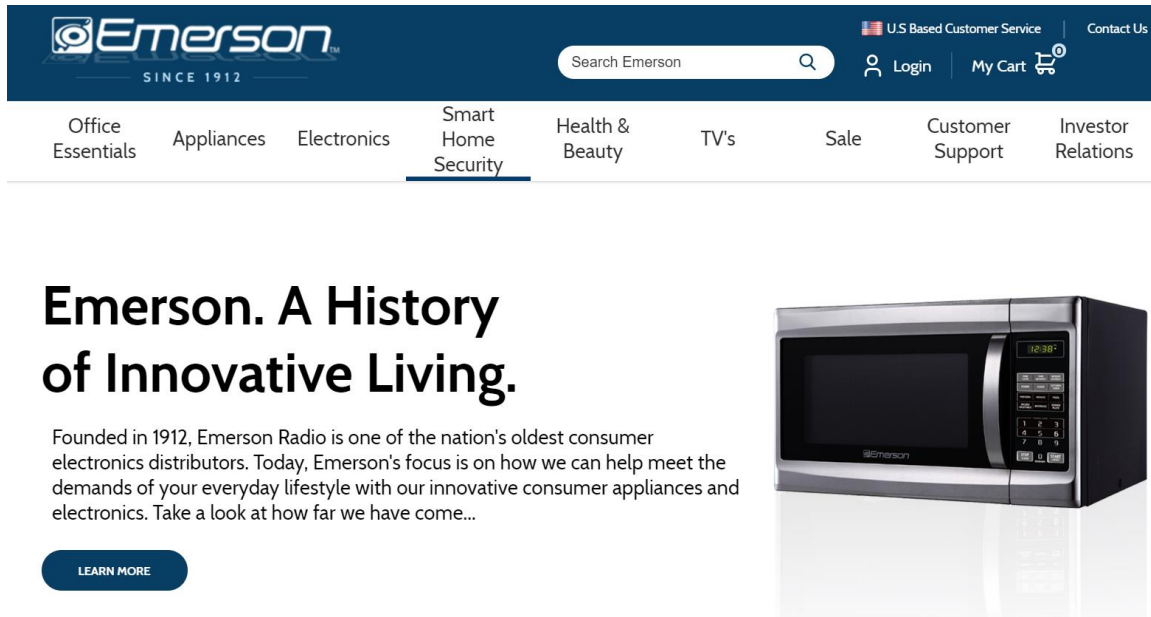 Emerson™
SINCE 1912
U.S Based Customer Service
Contact Us
Search Emerson
Login
My Cart
0
Office
Essentials
Appliances
Electronics
Smart
Home
Security
Health &
Beauty
TV's
Sale
Customer
Support
Investor
Relations
Emerson. A History
of Innovative Living.
Founded in 1912, Emerson Radio is one of the nation's oldest consumer
electronics distributors. Today, Emerson's focus is on how we can help meet the
demands of your everyday lifestyle with our innovative consumer appliances and
electronics. Take a look at how far we have come...
LEARN MORE
12:38
1 2 3
4 5 6
7 8 9
STOP
0
START
Emerson